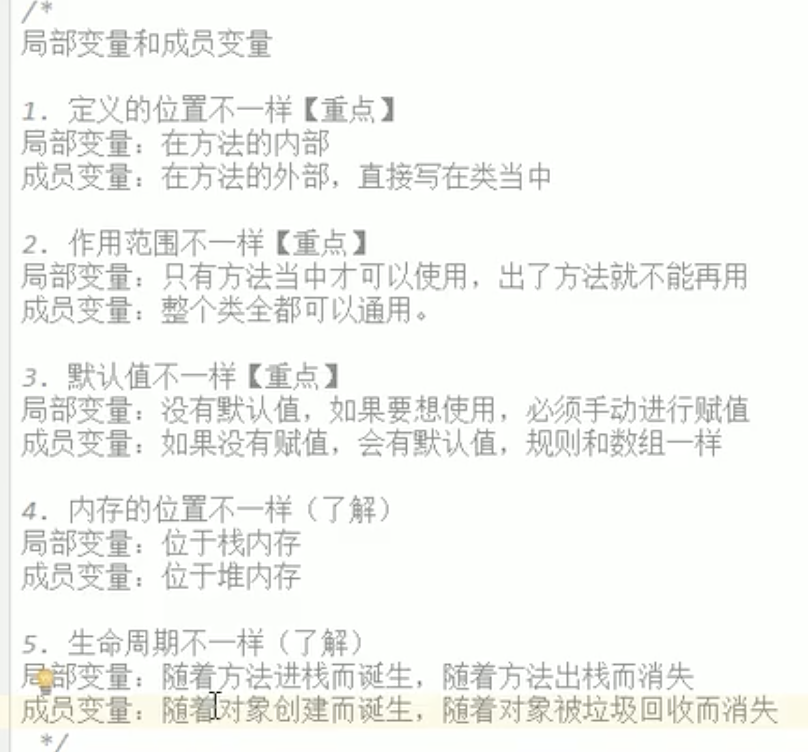 /*
局部变量和成员变量
1. 定义的位置不一样【重点】
局部变量：在方法的内部
成员变量：在方法的外部，直接写在类当中
2. 作用范围不一样【重点】
局部变量：只有方法当中才可以使用，出了方法就不能再用
成员变量：整个类全都可以通用。
3. 默认值不一样【重点】
局部变量：没有默认值，如果要想使用，必须手动进行赋值
成员变量：如果没有赋值，会有默认值，规则和数组一样
4. 内存的位置不一样（了解）
局部变量：位于栈内存
成员变量：位于堆内存
5. 生命周期不一样（了解）
局部变量：随着方法进栈而诞生，随着方法出栈而消失
成员变量：随着对象创建而诞生，随着对象被垃圾回收而消失
*/